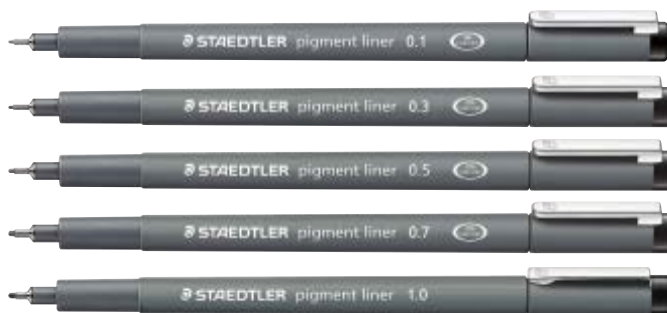 STAEDTLER pigment liner 0.1
STAEDTLER pigment liner 0.3
STAEDTLER pigment liner 0.5
STAEDTLER pigment liner 0.7
STAEDTLER pigment liner 1.0